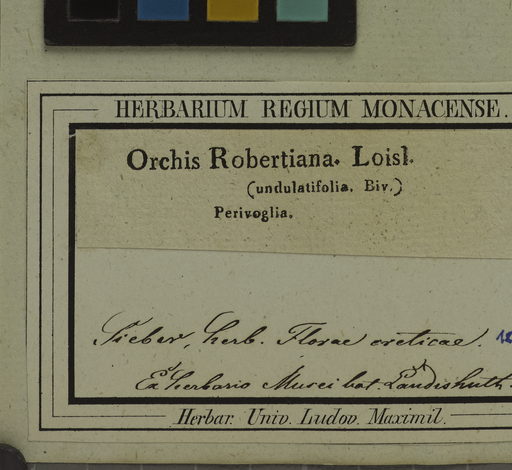 HERBARIUM REGIUM MONACENSE.
Orchis Robertiana. Loisl.
(undulatifolia. Biv.)
Perivoglia.
Sieber, herb. Florae creticae.
Ex herbario Musei bot. Landishuth.
Herbar. Univ. Ludov. Maximil.